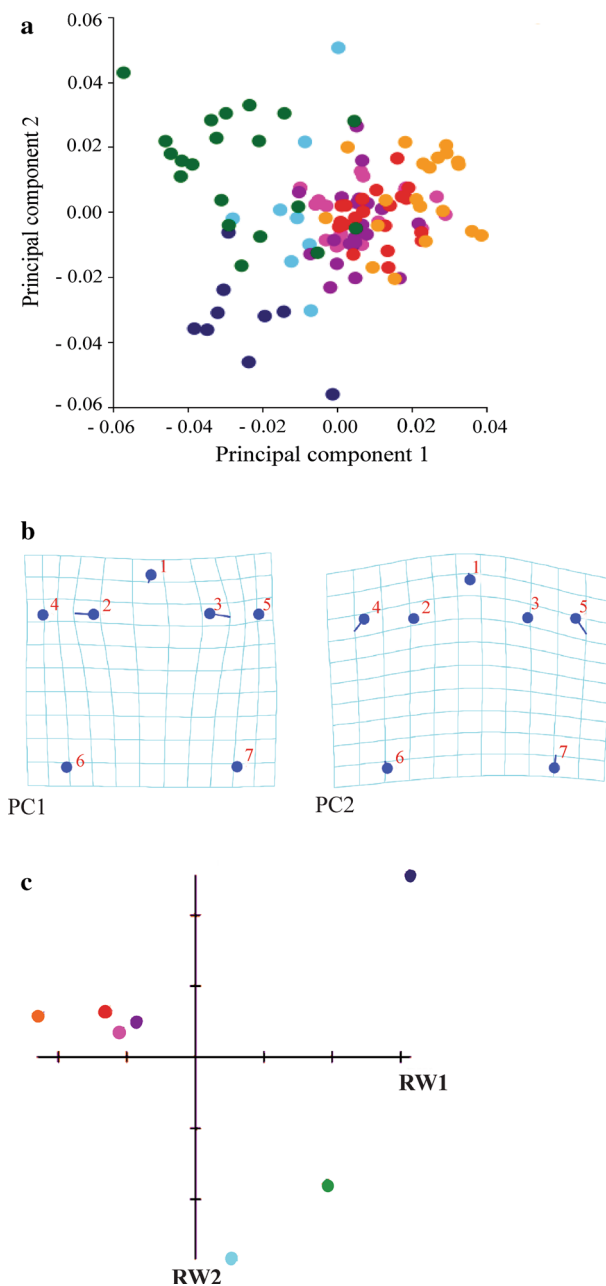 a
0.06
0.04
0.02
0.00
- 0.02
- 0.04
- 0.06
Principal component 2
- 0.06 - 0.04 - 0.02 0.00 0.02 0.04
Principal component 1
b
1
4 2 3 5
6 7
PC1
1
4 2 3 5
6 7
PC2
c
RW1
RW2